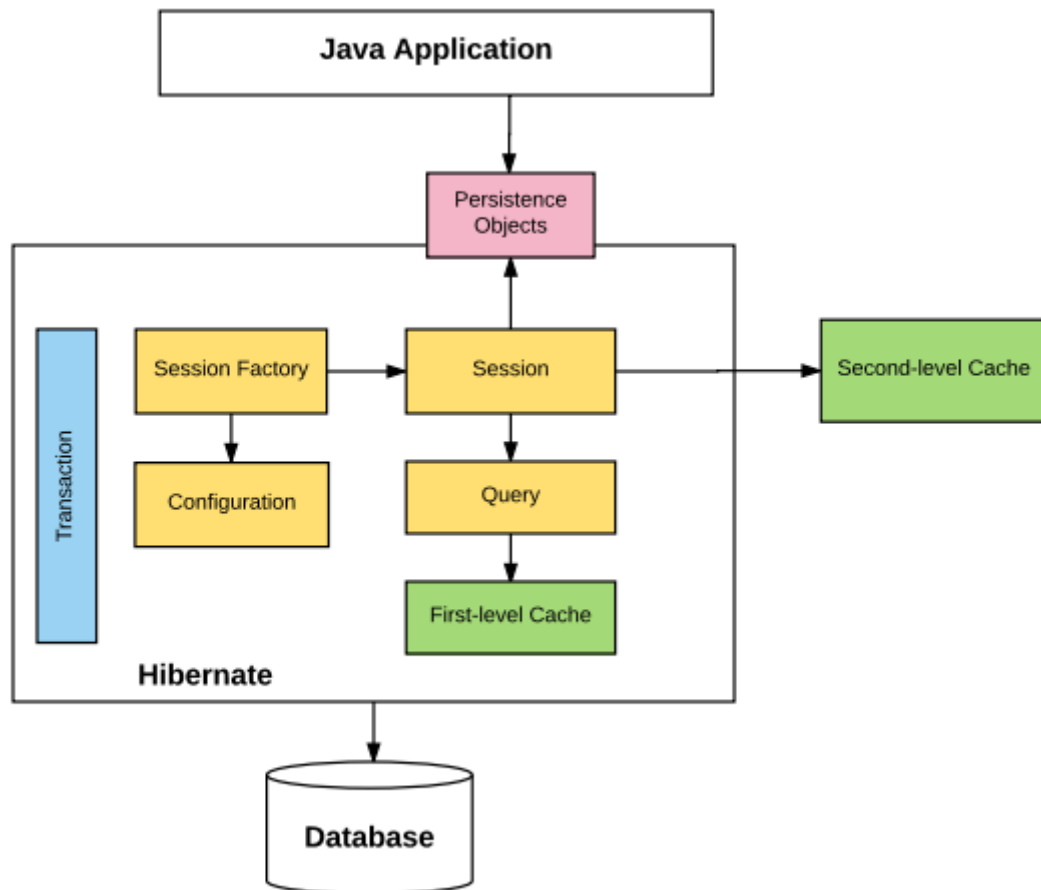 Java Application
Persistence
Objects
Session Factory
Session
Second-level Cache
Transaction
Configuration
Query
First-level Cache
Hibernate
Database